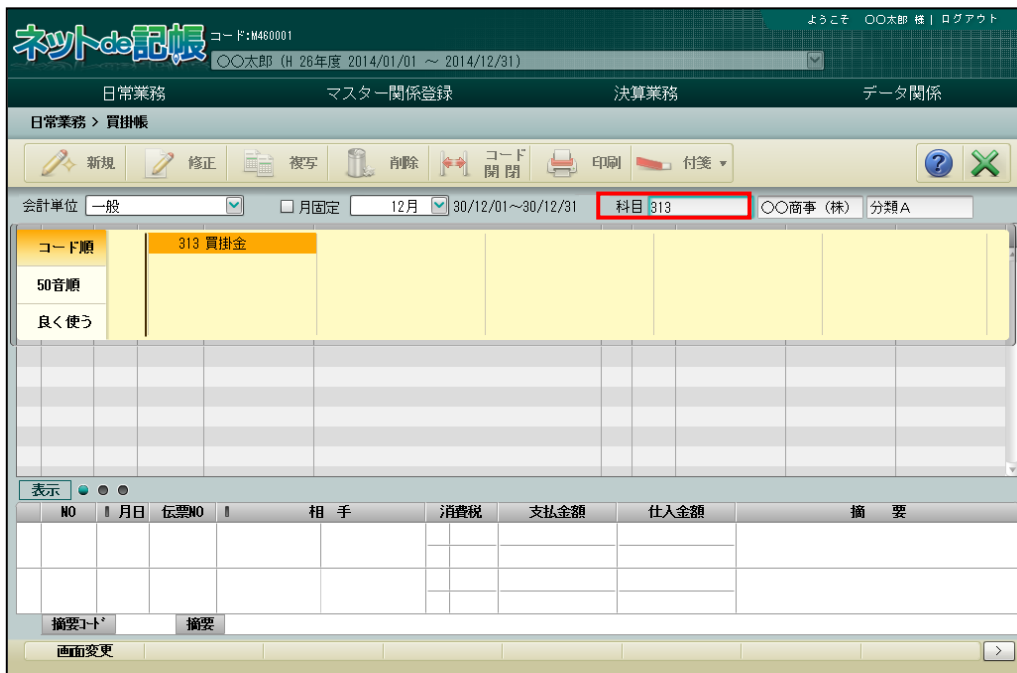 ようこそ 〇〇太郎 様 | ログアウト
ネットde記帳 コード:M460001
〇〇太郎 (H 26年度 2014/01/01 ~ 2014/12/31)
日常業務 マスター関係登録 決算業務 データ関係
日常業務 > 買掛帳
新規 修正 複写 削除 コード開閉 印刷 付箋 ▼ ?
会計単位 一般 月固定 12月 30/12/01~30/12/31 科目 313 〇〇商事 (株) 分類A
コード順 313 買掛金
50音順
良く使う
表示
NO 月日 伝票NO 相 手 消費税 支払金額 仕入金額 摘 要
摘要コード 摘要
画面変更 >